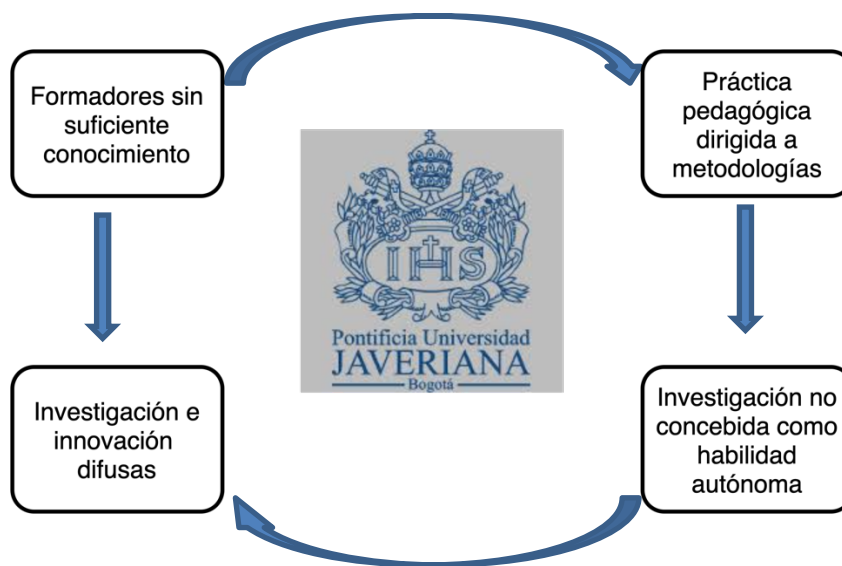 Formadores sin
suficiente
conocimiento
Práctica
pedagógica
dirigida a
metodologías
IHS
Pontificia Universidad
JAVERIANA
Bogotá
Investigación e
innovación
difusas
Investigación no
concebida como
habilidad
autónoma